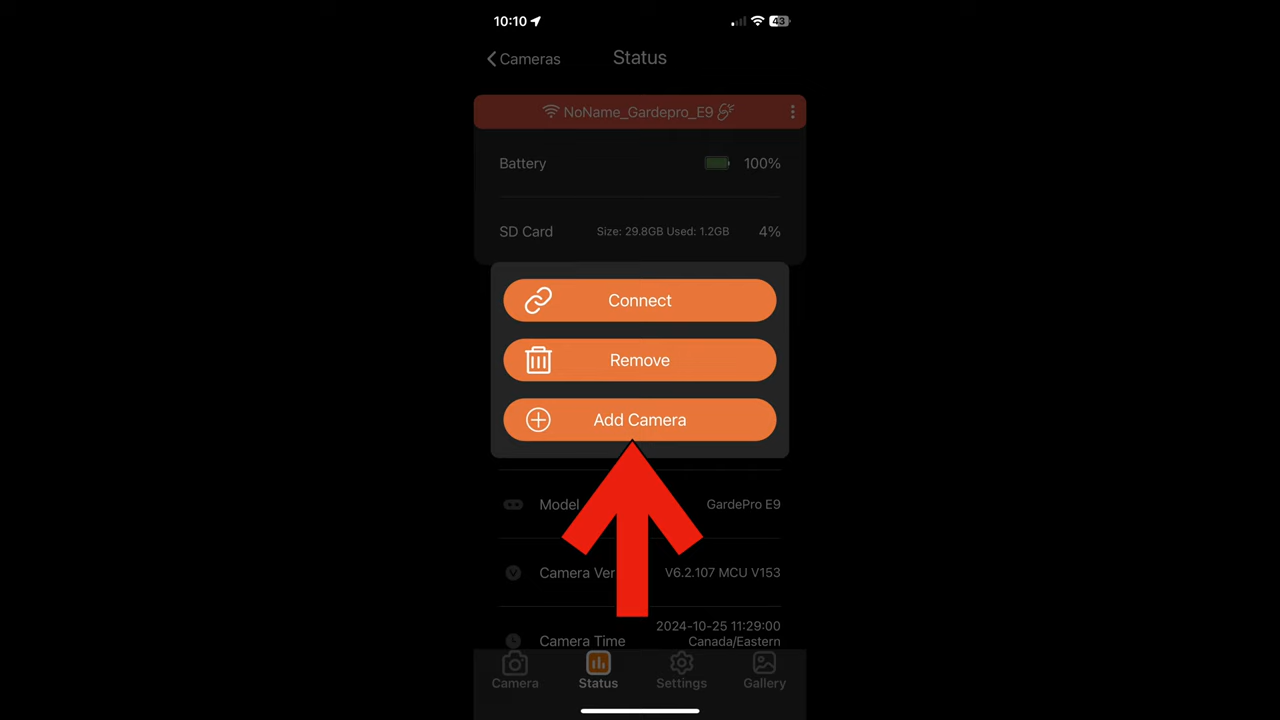 10:10
43
Cameras
Status
NoName_Gardepro_E9
Battery 100%
SD Card Size: 29.8GB Used: 1.2GB 4%
Connect
Remove
Add Camera
Model GardePro E9
Camera Ver V6.2.107 MCU V153
2024-10-25 11:29:00
Camera Time Canada/Eastern
Camera Status Settings Gallery